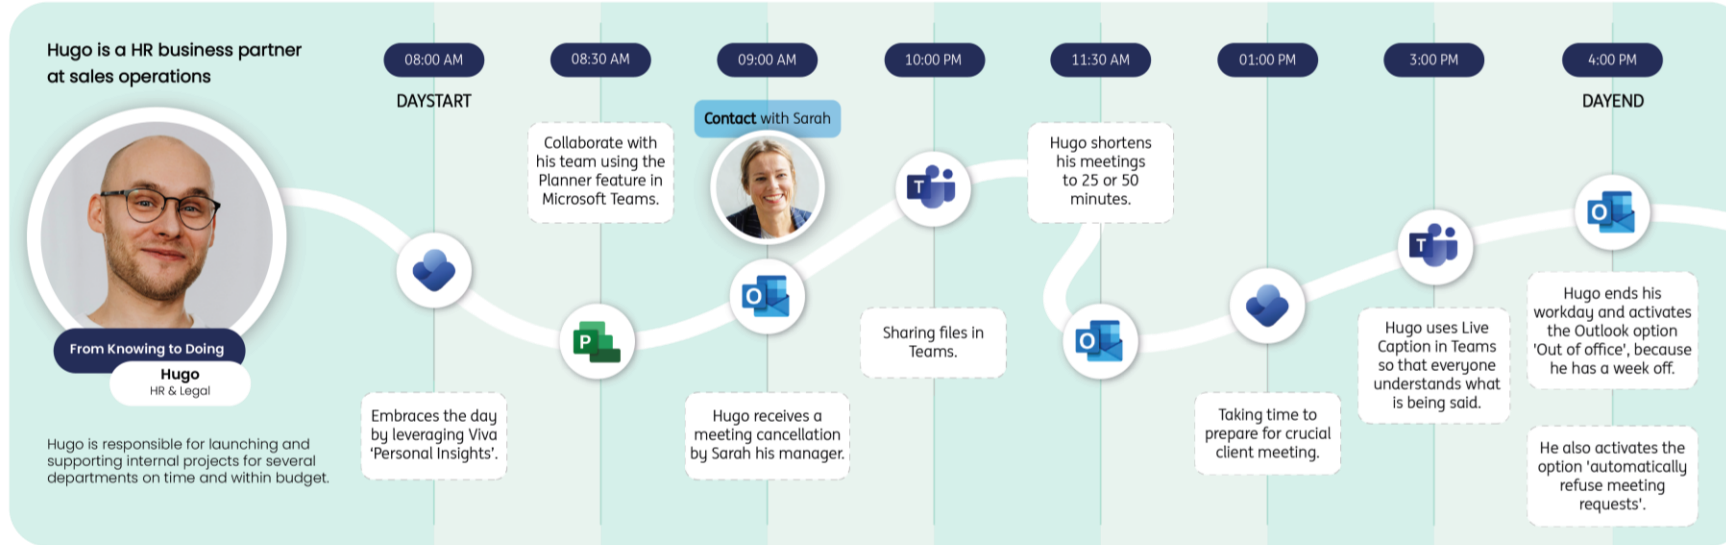 Hugo is a HR business partner
at sales operations
From Knowing to Doing
Hugo
HR & Legal
Hugo is responsible for launching and
supporting internal projects for several
departments on time and within budget.
08:00 AM
DAYSTART
Embraces the day
by leveraging Viva
'Personal Insights'.
08:30 AM
Collaborate with
his team using the
Planner feature in
Microsoft Teams.
P
09:00 AM
Contact with Sarah
O
Hugo receives a
meeting cancellation
by Sarah his manager.
10:00 PM
T
Sharing files in
Teams.
11:30 AM
Hugo shortens
his meetings
to 25 or 50
minutes.
O
01:00 PM
Taking time to
prepare for crucial
client meeting.
3:00 PM
T
Hugo uses Live
Caption in Teams
so that everyone
understands what
is being said.
4:00 PM
DAYEND
O
Hugo ends his
workday and activates
the Outlook option
'Out of office', because
he has a week off.
He also activates the
option 'automatically
refuse meeting
requests'.